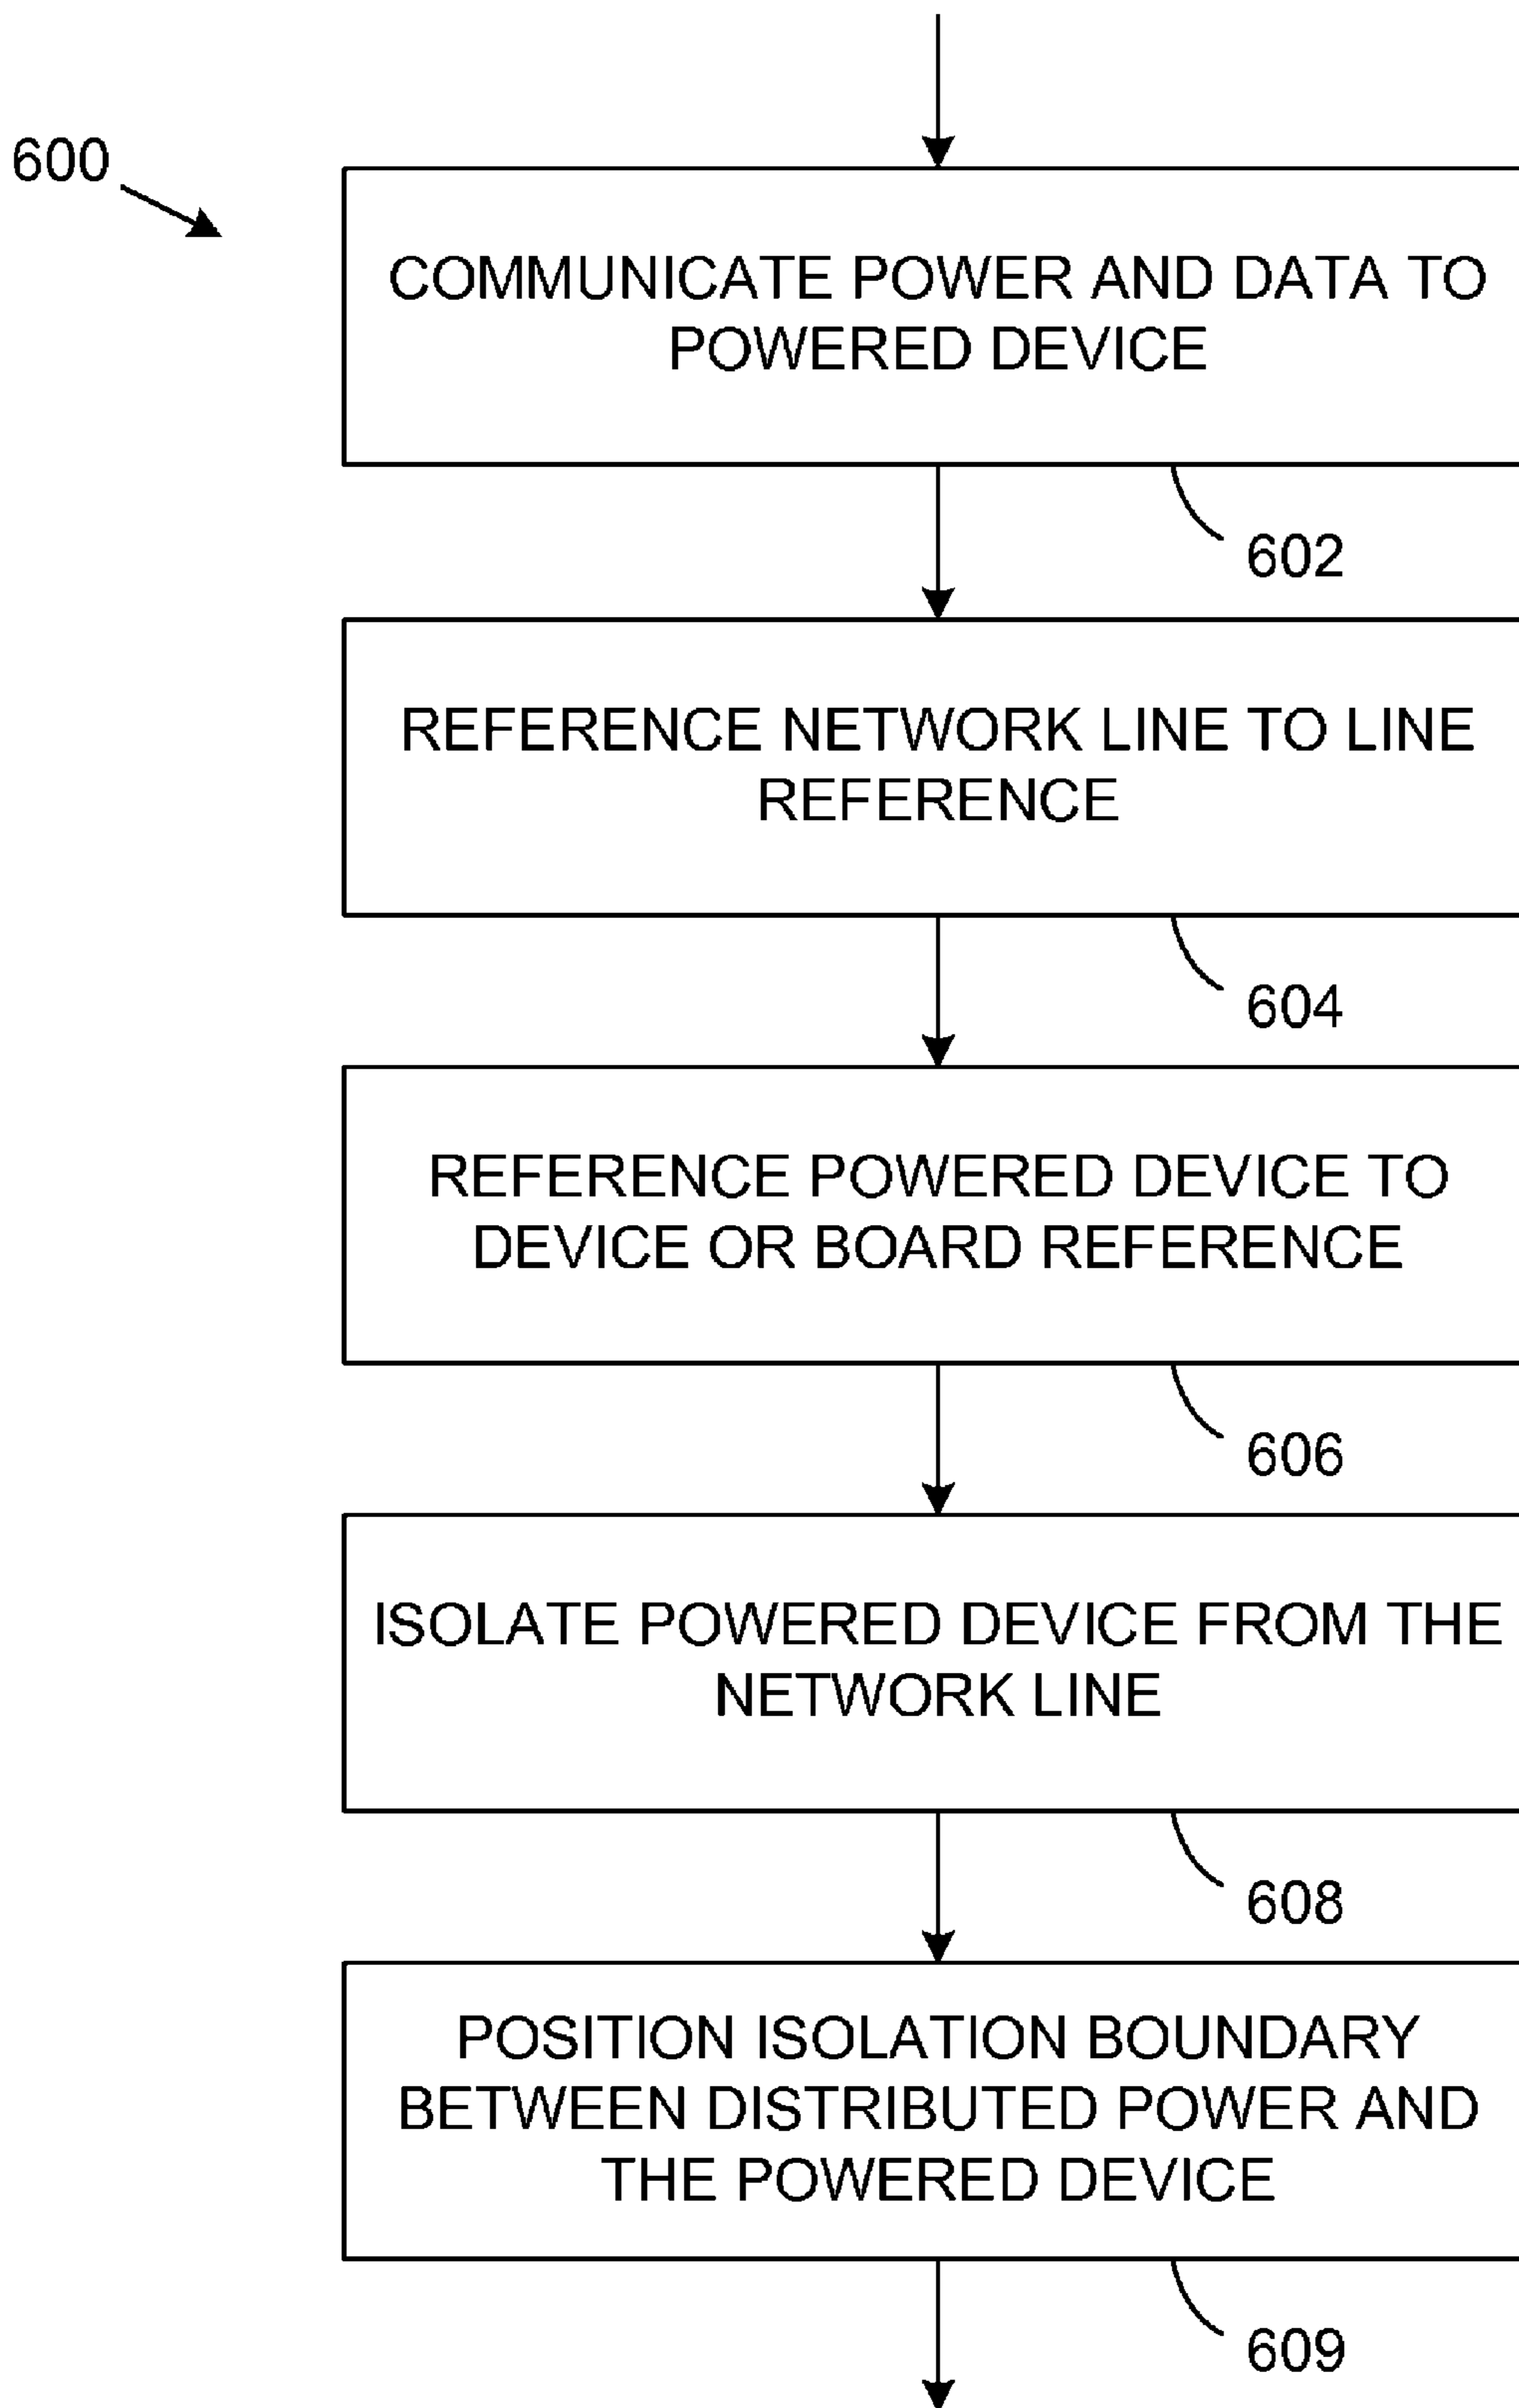 600
COMMUNICATE POWER AND DATA TO
POWERED DEVICE
602
REFERENCE NETWORK LINE TO LINE
REFERENCE
604
REFERENCE POWERED DEVICE TO
DEVICE OR BOARD REFERENCE
606
ISOLATE POWERED DEVICE FROM THE
NETWORK LINE
608
POSITION ISOLATION BOUNDARY
BETWEEN DISTRIBUTED POWER AND
THE POWERED DEVICE
609